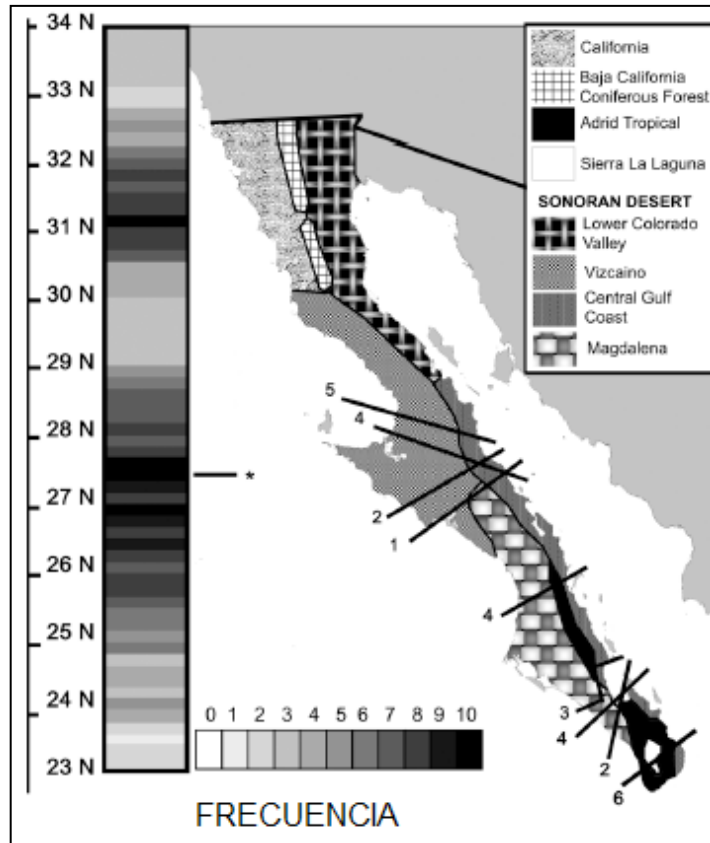 34 N
33 N
32 N
31 N
30 N
29 N
28 N
27 N
26 N
25 N
24 N
23 N
*
California
Baja California
Coniferous Forest
Adrid Tropical
Sierra La Laguna
SONORAN DESERT
Lower Colorado
Valley
Vizcaino
Central Gulf
Coast
Magdalena
5
4
2
1
4
3
4
2
6
0 1 2 3 4 5 6 7 8 9 10
FRECUENCIA